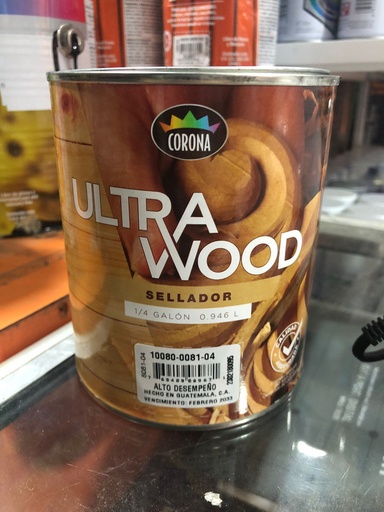 CORONA
ULTRA
WOOD
SELLADOR
1/4 GALÓN 0.946 L
10080-0081-04
ALTO DESEMPEÑO
HECHO EN GUATEMALA, C.A.
VENCIMIENTO: FEBRERO 2033